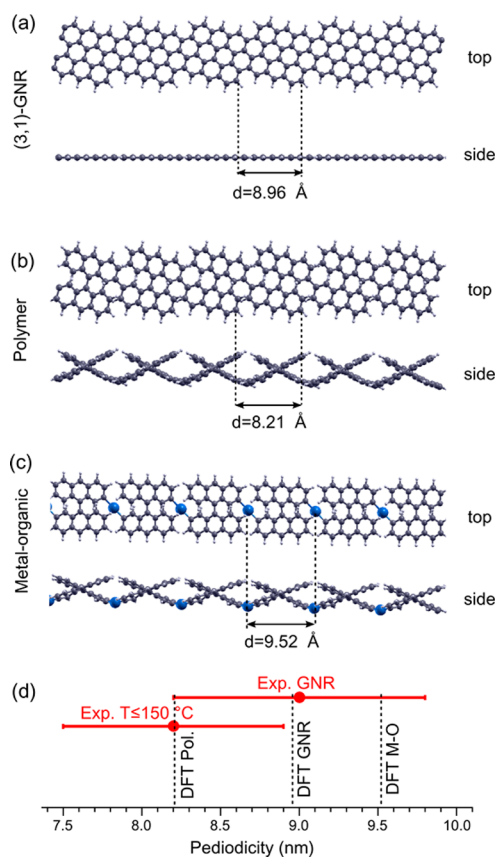 (a)
top
(3,1)-GNR
side
d=8.96 Å
(b)
top
Polymer
side
d=8.21 Å
(c)
top
Metal-organic
side
d=9.52 Å
(d)
Exp. GNR
Exp. T≤150 °C
DFT Pol.
DFT GNR
DFT M-O
7.5 8.0 8.5 9.0 9.5 10.0
Pediodicity (nm)